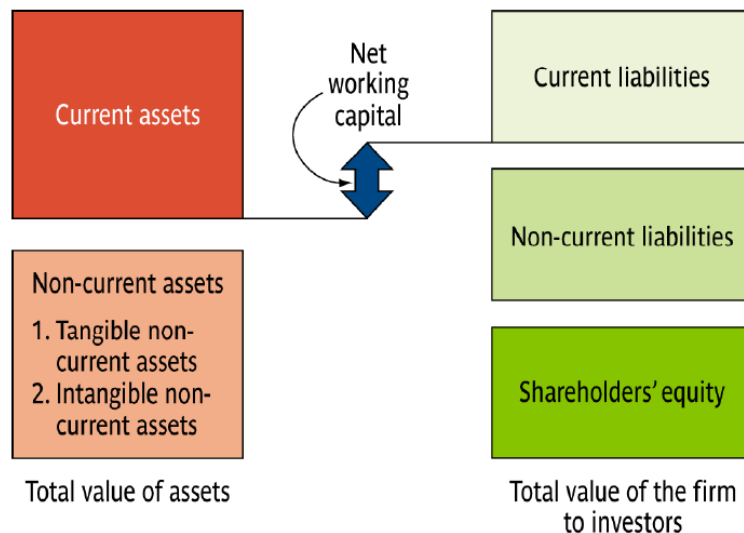 Current assets
Net
working
capital
Current liabilities
Non-current liabilities
Non-current assets
1. Tangible non-
current assets
2. Intangible non-
current assets
Shareholders' equity
Total value of assets
Total value of the firm
to investors